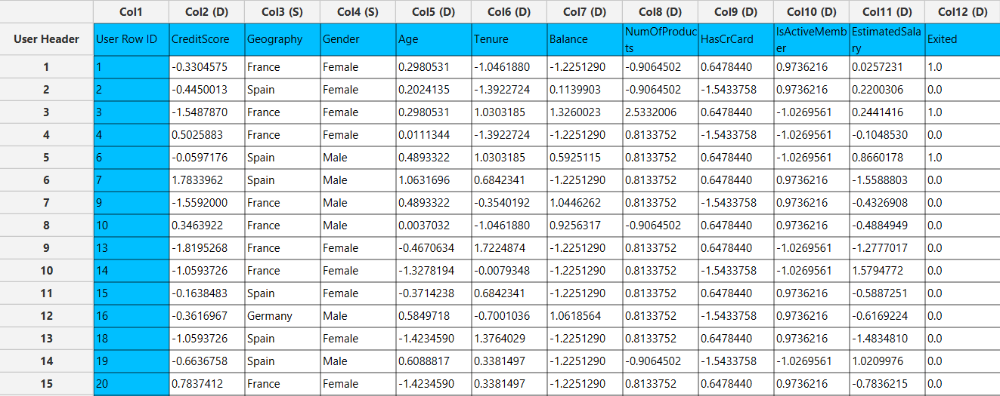 Col1 Col2 (D) Col3 (S) Col4 (S) Col5 (D) Col6 (D) Col7 (D) Col8 (D) Col9 (D) Col10 (D) Col11 (D) Col12 (D)
User Header User Row ID CreditScore Geography Gender Age Tenure Balance NumOfProduc HasCrCard IsActiveMemb EstimatedSala Exited
ts er ry
1 1 -0.3304575 France Female 0.2980531 -1.0461880 -1.2251290 -0.9064502 0.6478440 0.9736216 0.0257231 1.0
2 2 -0.4450013 Spain Female 0.2024135 -1.3922724 0.1139903 -0.9064502 -1.5433758 0.9736216 0.2200306 0.0
3 3 -1.5487870 France Female 0.2980531 1.0303185 1.3260023 2.5332006 0.6478440 -1.0269561 0.2441416 1.0
4 4 0.5025883 France Female 0.0111344 -1.3922724 -1.2251290 0.8133752 -1.5433758 -1.0269561 -0.1048530 0.0
5 6 -0.0597176 Spain Male 0.4893322 1.0303185 0.5925115 0.8133752 0.6478440 -1.0269561 0.8660178 1.0
6 7 1.7833962 Spain Male 1.0631696 0.6842341 -1.2251290 0.8133752 0.6478440 0.9736216 -1.5588803 0.0
7 9 -1.5592000 France Male 0.4893322 -0.3540192 1.0446262 0.8133752 -1.5433758 0.9736216 -0.4326908 0.0
8 10 0.3463922 France Male 0.0037032 -1.0461880 0.9256317 -0.9064502 0.6478440 0.9736216 -0.4884949 0.0
9 13 -1.8195268 France Female -0.4670634 1.7224874 -1.2251290 0.8133752 0.6478440 -1.0269561 -1.2777017 0.0
10 14 -1.0593726 France Female -1.3278194 -0.0079348 -1.2251290 0.8133752 -1.5433758 -1.0269561 1.5794772 0.0
11 15 -0.1638483 Spain Female -0.3714238 0.6842341 -1.2251290 0.8133752 0.6478440 0.9736216 -0.5887251 0.0
12 16 -0.3616967 Germany Male 0.5849718 -0.7001036 1.0618564 0.8133752 -1.5433758 0.9736216 -0.6169224 0.0
13 18 -1.0593726 Spain Female -1.4234590 1.3764029 -1.2251290 0.8133752 0.6478440 0.9736216 -1.4834810 0.0
14 19 -0.6636758 Spain Male 0.6088817 0.3381497 -1.2251290 -0.9064502 -1.5433758 -1.0269561 1.0209976 0.0
15 20 0.7837412 France Female -1.4234590 0.3381497 -1.2251290 0.8133752 0.6478440 0.9736216 -0.7836215 0.0